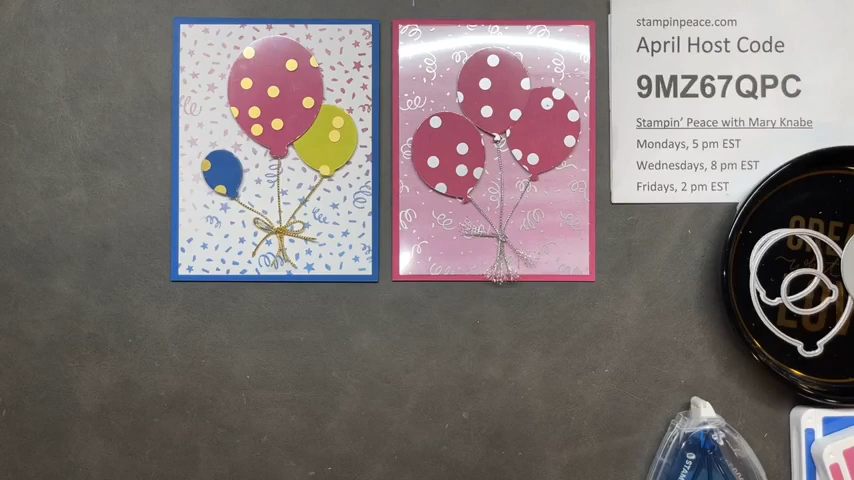 stampinpeace.com
April Host Code
9MZ67QPC
Stampin' Peace with Mary Knabe
Mondays, 5 pm EST
Wednesdays, 8 pm EST
Fridays, 2 pm EST